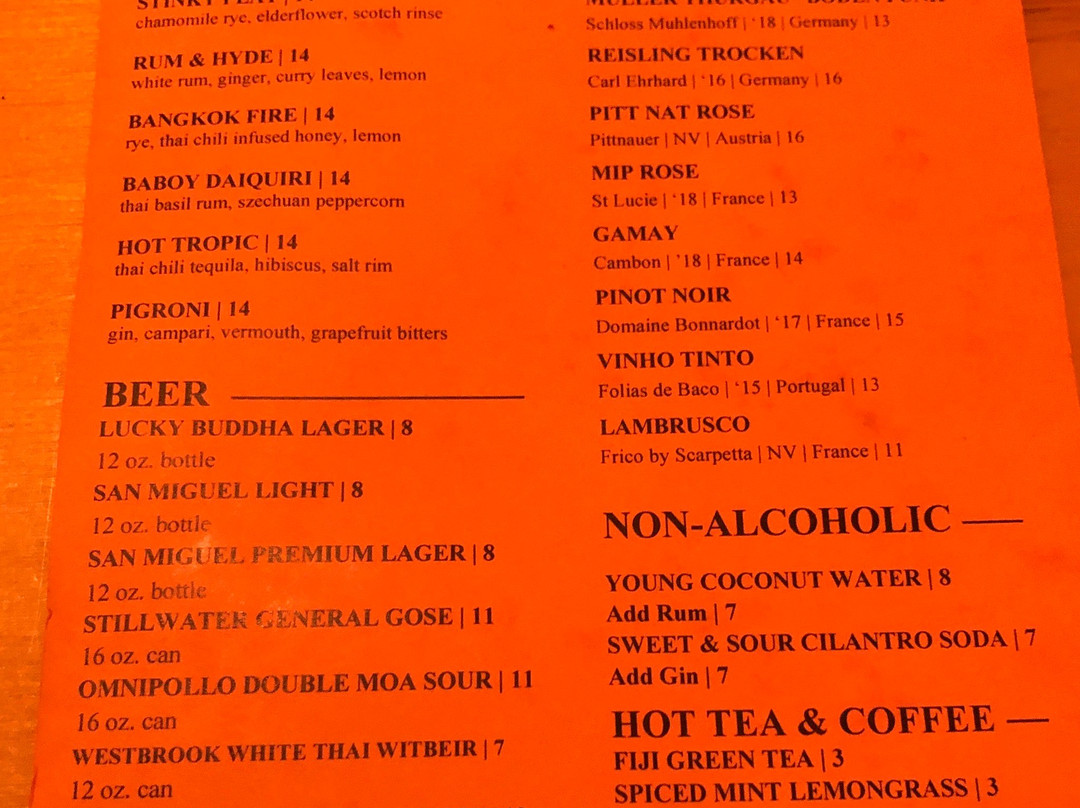 chamomile rye, elderflower, scotch rinse
RUM & HYDE | 14
white rum, ginger, curry leaves, lemon
BANGKOK FIRE | 14
rye, thai chili infused honey, lemon
BABOY DAIQUIRI | 14
thai basil rum, szechuan peppercorn
HOT TROPIC | 14
thai chili tequila, hibiscus, salt rim
PIGRONI | 14
gin, campari, vermouth, grapefruit bitters
BEER
LUCKY BUDDHA LAGER | 8
12 oz. bottle
SAN MIGUEL LIGHT | 8
12 oz. bottle
SAN MIGUEL PREMIUM LAGER | 8
12 oz. bottle
STILLWATER GENERAL GOSE | 11
16 oz. can
OMNIPOLLO DOUBLE MOA SOUR | 11
16 oz. can
WESTBROOK WHITE THAI WITBEIR | 7
12 oz. can
Schloss Muhlenhoff | '18 | Germany | 13
REISLING TROCKEN
Carl Ehrhard | '16 | Germany | 16
PITT NAT ROSE
Pittnauer | NV | Austria | 16
MIP ROSE
St Lucie | '18 | France | 13
GAMAY
Cambon | '18 | France | 14
PINOT NOIR
Domaine Bonnardot | '17 | France | 15
VINHO TINTO
Folias de Baco | '15 | Portugal | 13
LAMBRUSCO
Frico by Scarpetta | NV | France | 11
NON-ALCOHOLIC
YOUNG COCONUT WATER | 8
Add Rum | 7
SWEET & SOUR CILANTRO SODA | 7
Add Gin | 7
HOT TEA & COFFEE
FIJI GREEN TEA | 3
SPICED MINT LEMONGRASS | 3